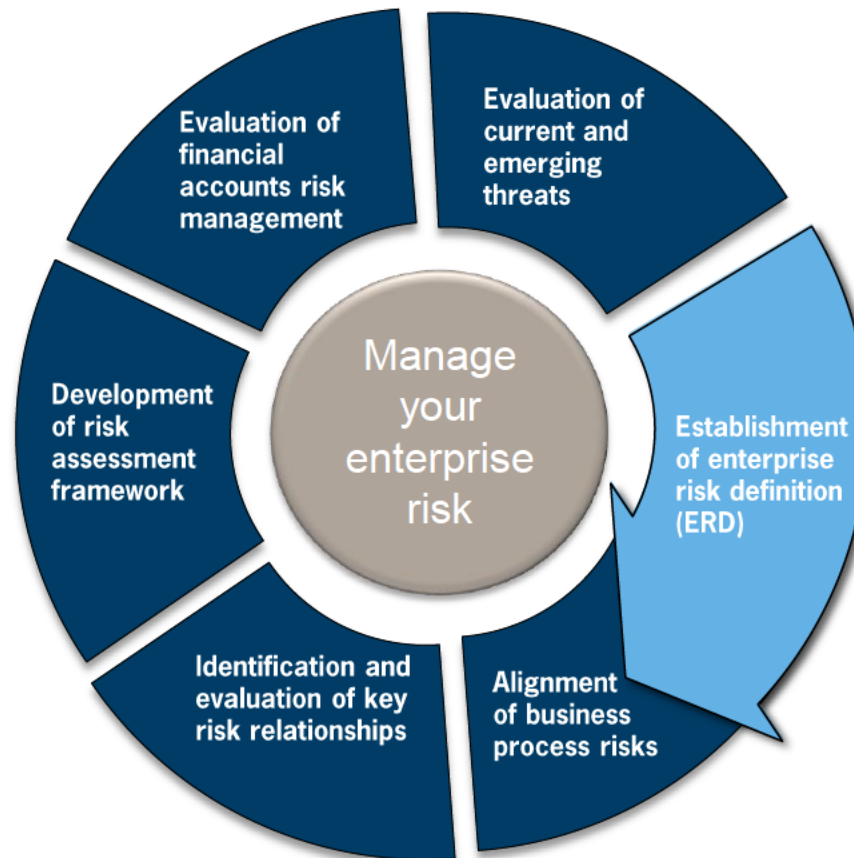 Evaluation of
financial
accounts risk
management
Evaluation of
current and
emerging
threats
Establishment
of enterprise
risk definition
(ERD)
Alignment
of business
process risks
Identification and
evaluation of key
risk relationships
Development
of risk
assessment
framework
Manage
your
enterprise
risk